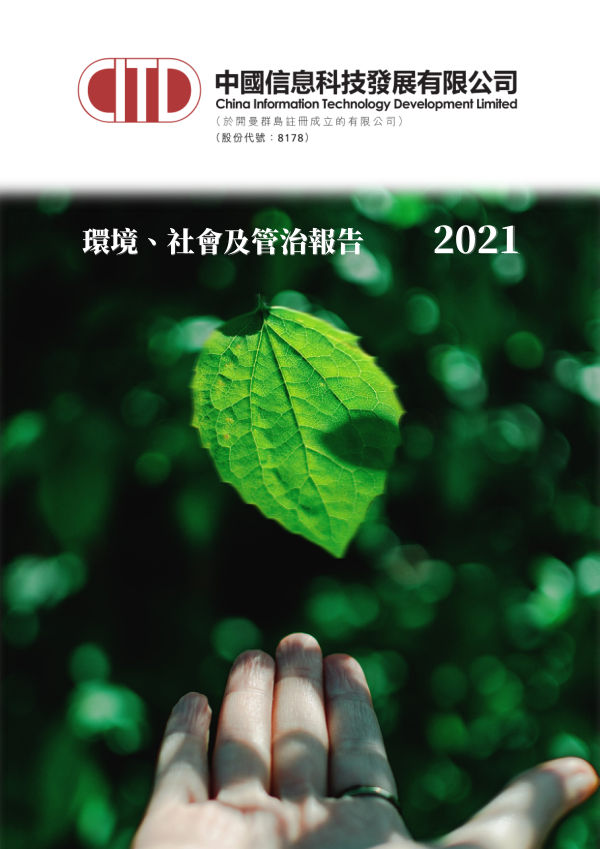 CITD
中國信息科技發展有限公司
China Information Technology Development Limited
（於開曼群島註冊成立的有限公司）
（股份代號：8178）
環境、社會及管治報告 2021